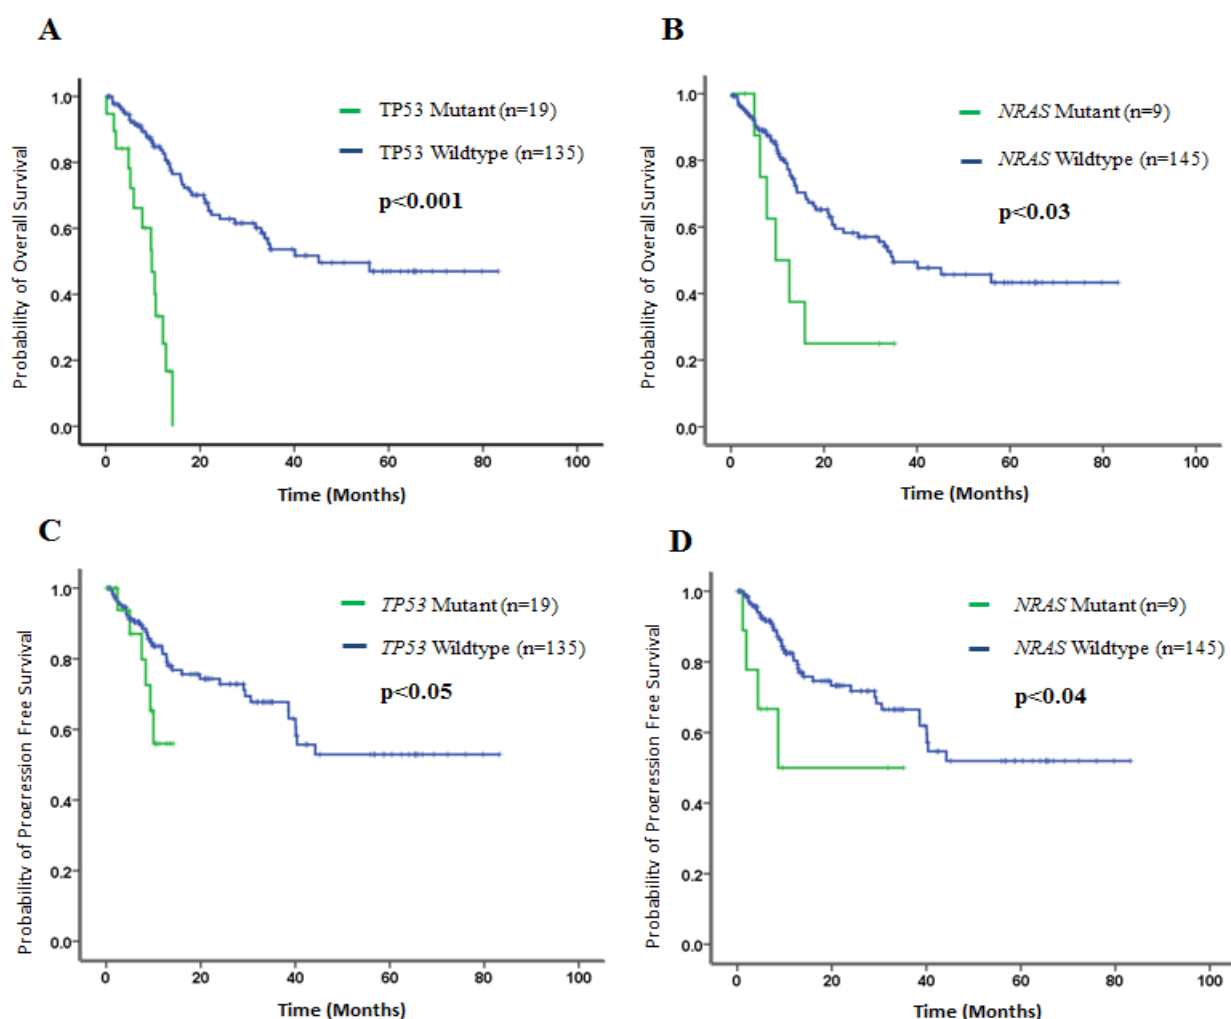 A
1.0
0.8
0.6
0.4
0.2
0.0
0
20
40
60
80
100
Probability of Overall Survival
Time (Months)
TP53 Mutant (n=19)
TP53 Wildtype (n=135)
p<0.001
B
1.0
0.8
0.6
0.4
0.2
0.0
0
20
40
60
80
100
Probability of Overall Survival
Time (Months)
NRAS Mutant (n=9)
NRAS Wildtype (n=145)
p<0.03
C
1.0
0.8
0.6
0.4
0.2
0.0
0
20
40
60
80
100
Probability of Progression Free Survival
Time (Months)
TP53 Mutant (n=19)
TP53 Wildtype (n=135)
p<0.05
D
1.0
0.8
0.6
0.4
0.2
0.0
0
20
40
60
80
100
Probability of Progression Free Survival
Time (Months)
NRAS Mutant (n=9)
NRAS Wildtype (n=145)
p<0.04